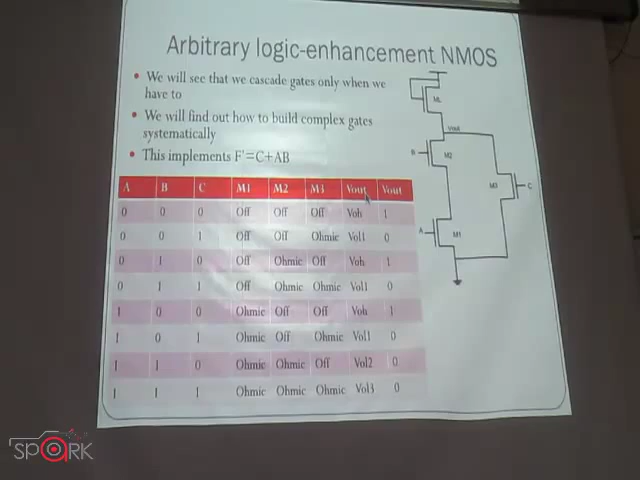 Arbitrary logic-enhancement NMOS
• We will see that we cascade gates only when we
have to
• We will find out how to build complex gates
systematically
• This implements F'=C+AB
A B C M1 M2 M3 Vout Vout
0 0 0 Off Off Off Voh 1
0 0 1 Off Off Ohmic Vol1 0
0 1 0 Off Ohmic Off Voh 1
0 1 1 Off Ohmic Ohmic Vol1 0
1 0 0 Ohmic Off Off Voh 1
1 0 1 Ohmic Off Ohmic Vol1 0
1 1 0 Ohmic Ohmic Off Vol2 0
1 1 1 Ohmic Ohmic Ohmic Vol3 0
ML
Vout
B M2
M3 C
A M1
SPARK